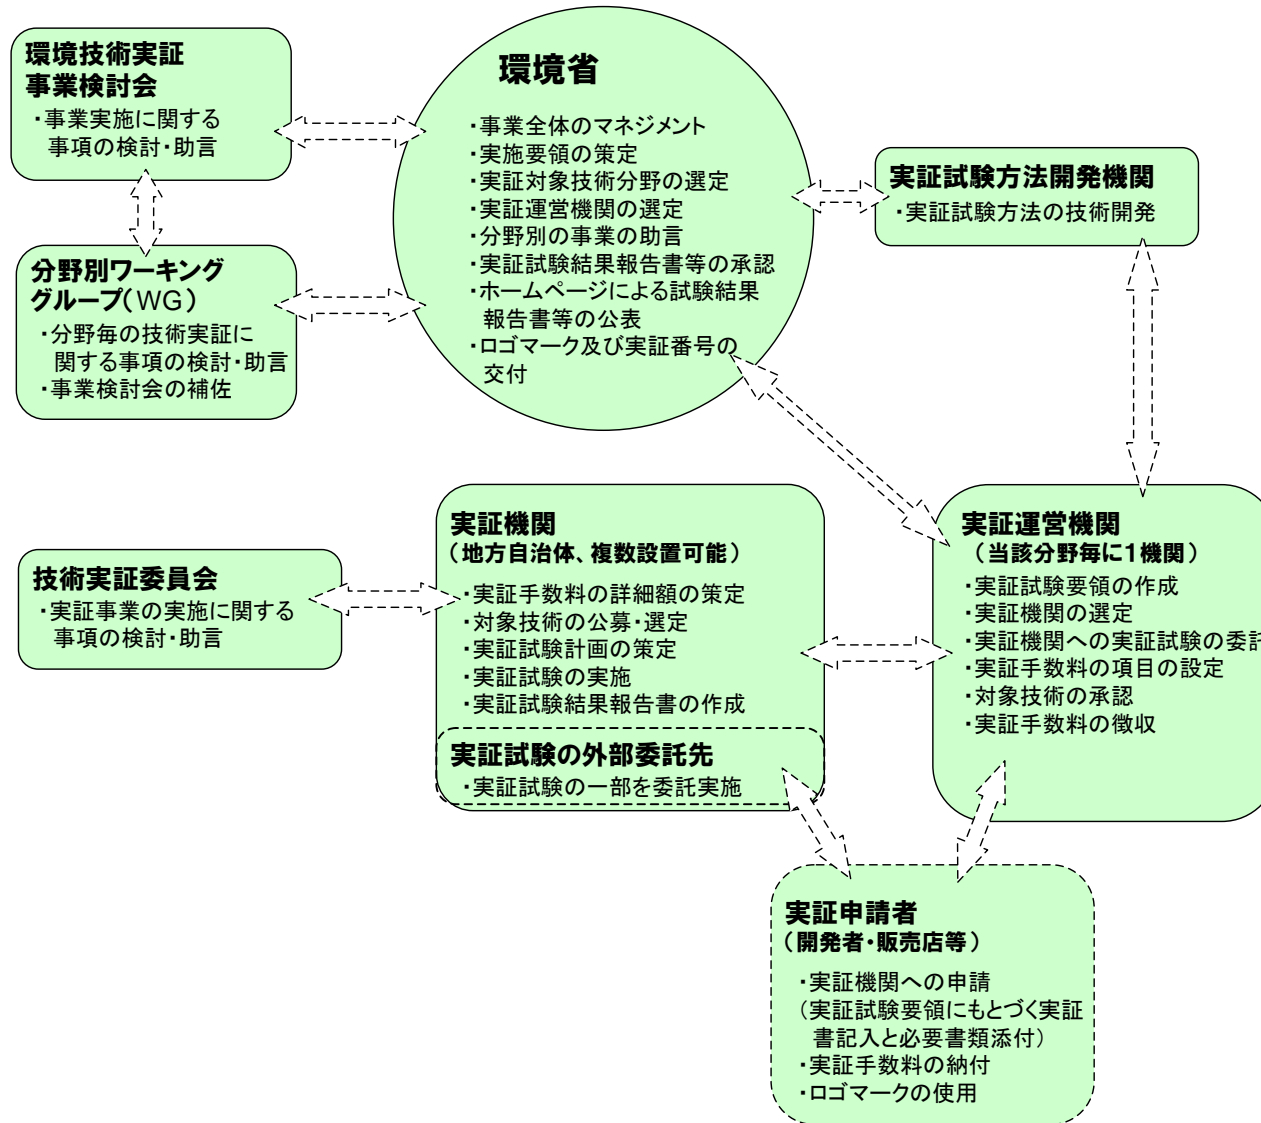 環境技術実証
事業検討会
・事業実施に関する
事項の検討・助言
環境省
・事業全体のマネジメント
・実施要領の策定
・実証対象技術分野の選定
・実証運営機関の選定
・分野別の事業の助言
・実証試験結果報告書等の承認
・ホームページによる試験結果
報告書等の公表
・ロゴマーク及び実証番号の
交付
実証試験方法開発機関
・実証試験方法の技術開発
分野別ワーキング
グループ(WG)
・分野毎の技術実証に
関する事項の検討・助言
・事業検討会の補佐
技術実証委員会
・実証事業の実施に関する
事項の検討・助言
実証機関
(地方自治体、複数設置可能)
・実証手数料の詳細額の策定
・対象技術の公募・選定
・実証試験計画の策定
・実証試験の実施
・実証試験結果報告書の作成
実証試験の外部委託先
・実証試験の一部を委託実施
実証運営機関
(当該分野毎に1機関)
・実証試験要領の作成
・実証機関の選定
・実証機関への実証試験の委託
・実証手数料の項目の設定
・対象技術の承認
・実証手数料の徴収
実証申請者
(開発者・販売店等)
・実証機関への申請
(実証試験要領にもとづく実証
書記入と必要書類添付)
・実証手数料の納付
・ロゴマークの使用